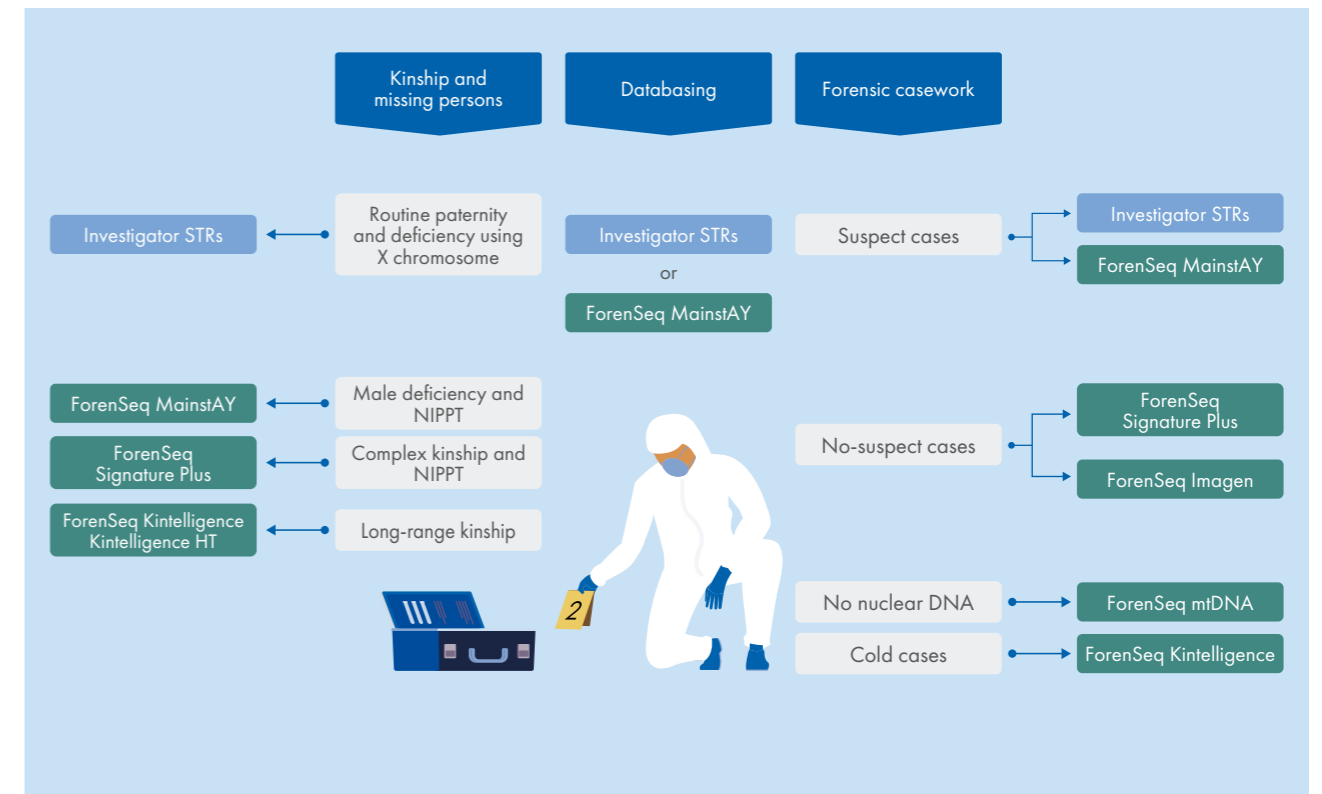 Kinship and
missing persons
Databasing
Forensic casework
Investigator STRs
Routine paternity
and deficiency using
X chromosome
Investigator STRs
or
ForenSeq MainstAY
Suspect cases
Investigator STRs
ForenSeq MainstAY
ForenSeq MainstAY
Male deficiency and
NIPPT
ForenSeq
Signature Plus
Complex kinship and
NIPPT
ForenSeq Kintelligence
Kintelligence HT
Long-range kinship
No-suspect cases
ForenSeq
Signature Plus
ForenSeq Imagen
2
No nuclear DNA
ForenSeq mtDNA
Cold cases
ForenSeq Kintelligence